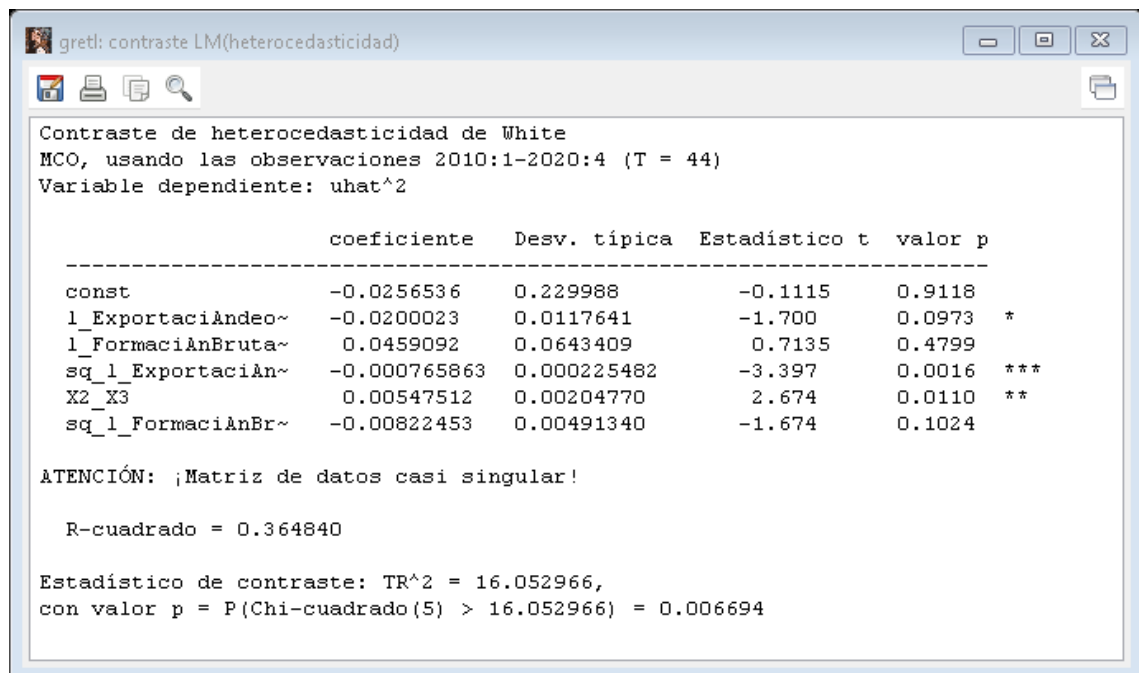 gretl: contraste LM(heterocedasticidad)
Contraste de heterocedasticidad de White
MCO, usando las observaciones 2010:1-2020:4 (T = 44)
Variable dependiente: uhat^2
coeficiente Desv. típica Estadístico t valor p
-----------------------------------------------------------------------
const -0.0256536 0.229988 -0.1115 0.9118
l_ExportaciAndeo~ -0.0200023 0.0117641 -1.700 0.0973 *
l_FormaciAnBruta~ 0.0459092 0.0643409 0.7135 0.4799
sq_l_ExportaciAn~ -0.000765863 0.000225482 -3.397 0.0016 ***
X2_X3 0.00547512 0.00204770 2.674 0.0110 **
sq_l_FormaciAnBr~ -0.00822453 0.00491340 -1.674 0.1024
ATENCIÓN: ¡Matriz de datos casi singular!
R-cuadrado = 0.364840
Estadístico de contraste: TR^2 = 16.052966,
con valor p = P(Chi-cuadrado(5) > 16.052966) = 0.006694